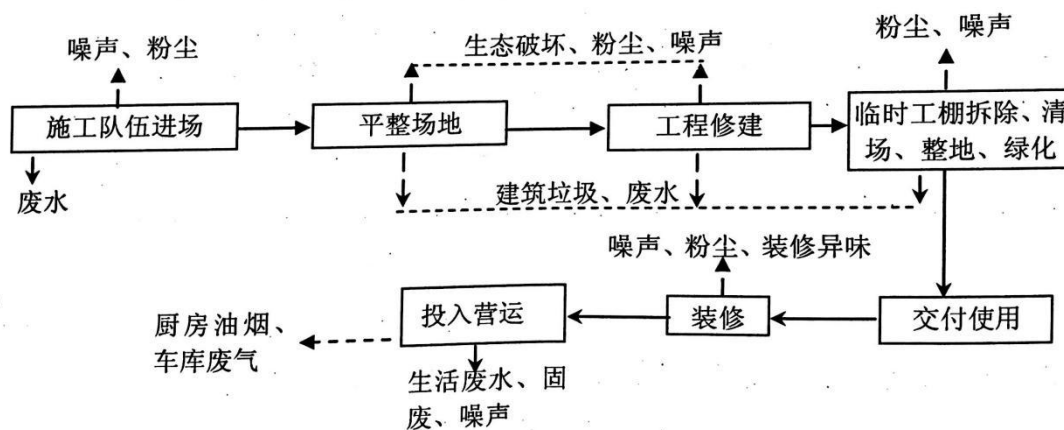 噪声、粉尘
生态破坏、粉尘、噪声
粉尘、噪声
施工队伍进场
平整场地
工程修建
临时工棚拆除、清
场、整地、绿化
废水
建筑垃圾、废水
噪声、粉尘、装修异味
厨房油烟、
车库废气
投入营运
装修
交付使用
生活废水、固
废、噪声